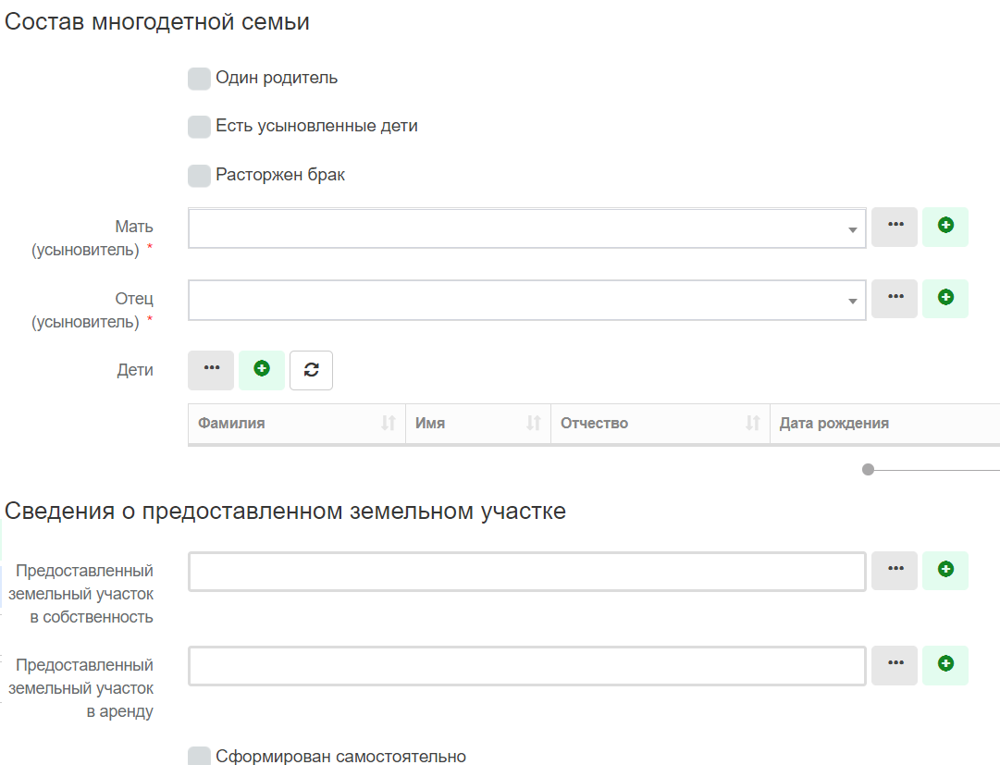 Состав многодетной семьи
Один родитель
Есть усыновленные дети
Расторжен брак
Мать
(усыновитель) *
Отец
(усыновитель) *
Дети
Фамилия Имя Отчество Дата рождения
Сведения о предоставленном земельном участке
Предоставленный
земельный участок
в собственность
Предоставленный
земельный участок
в аренду
Сформирован самостоятельно